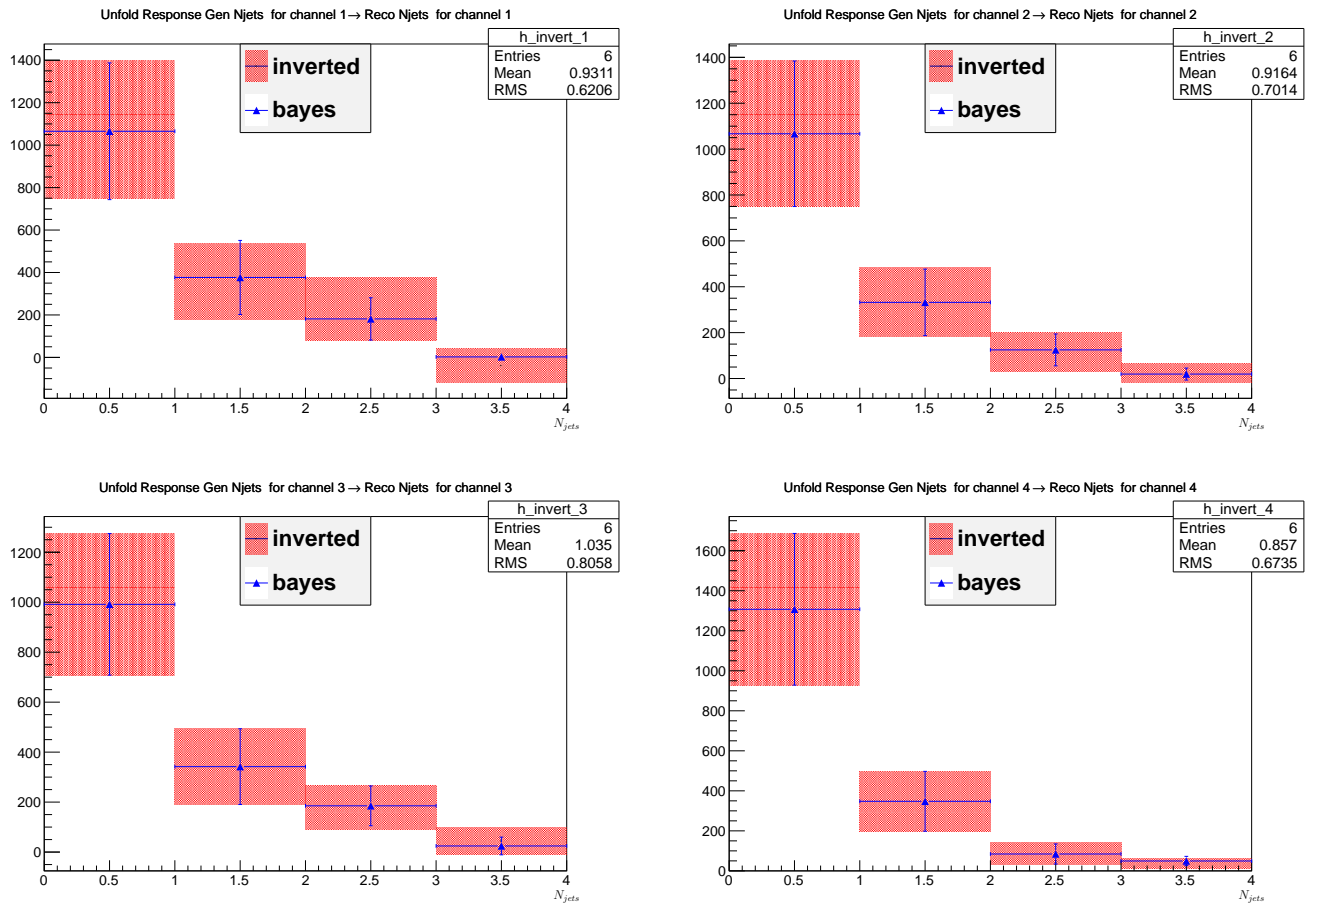 Unfold Response Gen Njets for channel 1 → Reco Njets for channel 1
h_invert_1
Entries 6
Mean 0.9311
RMS 0.6206
inverted
bayes
1400
1200
1000
800
600
400
200
0
0 0.5 1 1.5 2 2.5 3 3.5 4
N_jets
Unfold Response Gen Njets for channel 2 → Reco Njets for channel 2
h_invert_2
Entries 6
Mean 0.9164
RMS 0.7014
inverted
bayes
1400
1200
1000
800
600
400
200
0
0 0.5 1 1.5 2 2.5 3 3.5 4
N_jets
Unfold Response Gen Njets for channel 3 → Reco Njets for channel 3
h_invert_3
Entries 6
Mean 1.035
RMS 0.8058
inverted
bayes
1200
1000
800
600
400
200
0
0 0.5 1 1.5 2 2.5 3 3.5 4
N_jets
Unfold Response Gen Njets for channel 4 → Reco Njets for channel 4
h_invert_4
Entries 6
Mean 0.857
RMS 0.6735
inverted
bayes
1600
1400
1200
1000
800
600
400
200
0
0 0.5 1 1.5 2 2.5 3 3.5 4
N_jets